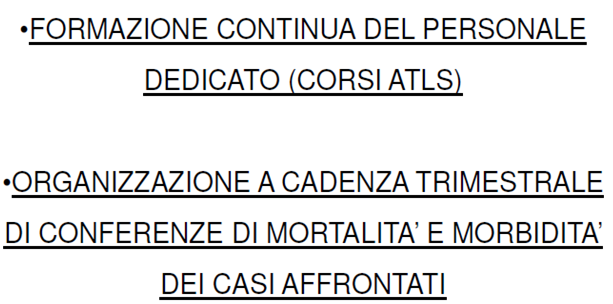 •FORMAZIONE CONTINUA DEL PERSONALE
DEDICATO (CORSI ATLS)
•ORGANIZZAZIONE A CADENZA TRIMESTRALE
DI CONFERENZE DI MORTALITA’ E MORBIDITA’
DEI CASI AFFRONTATI